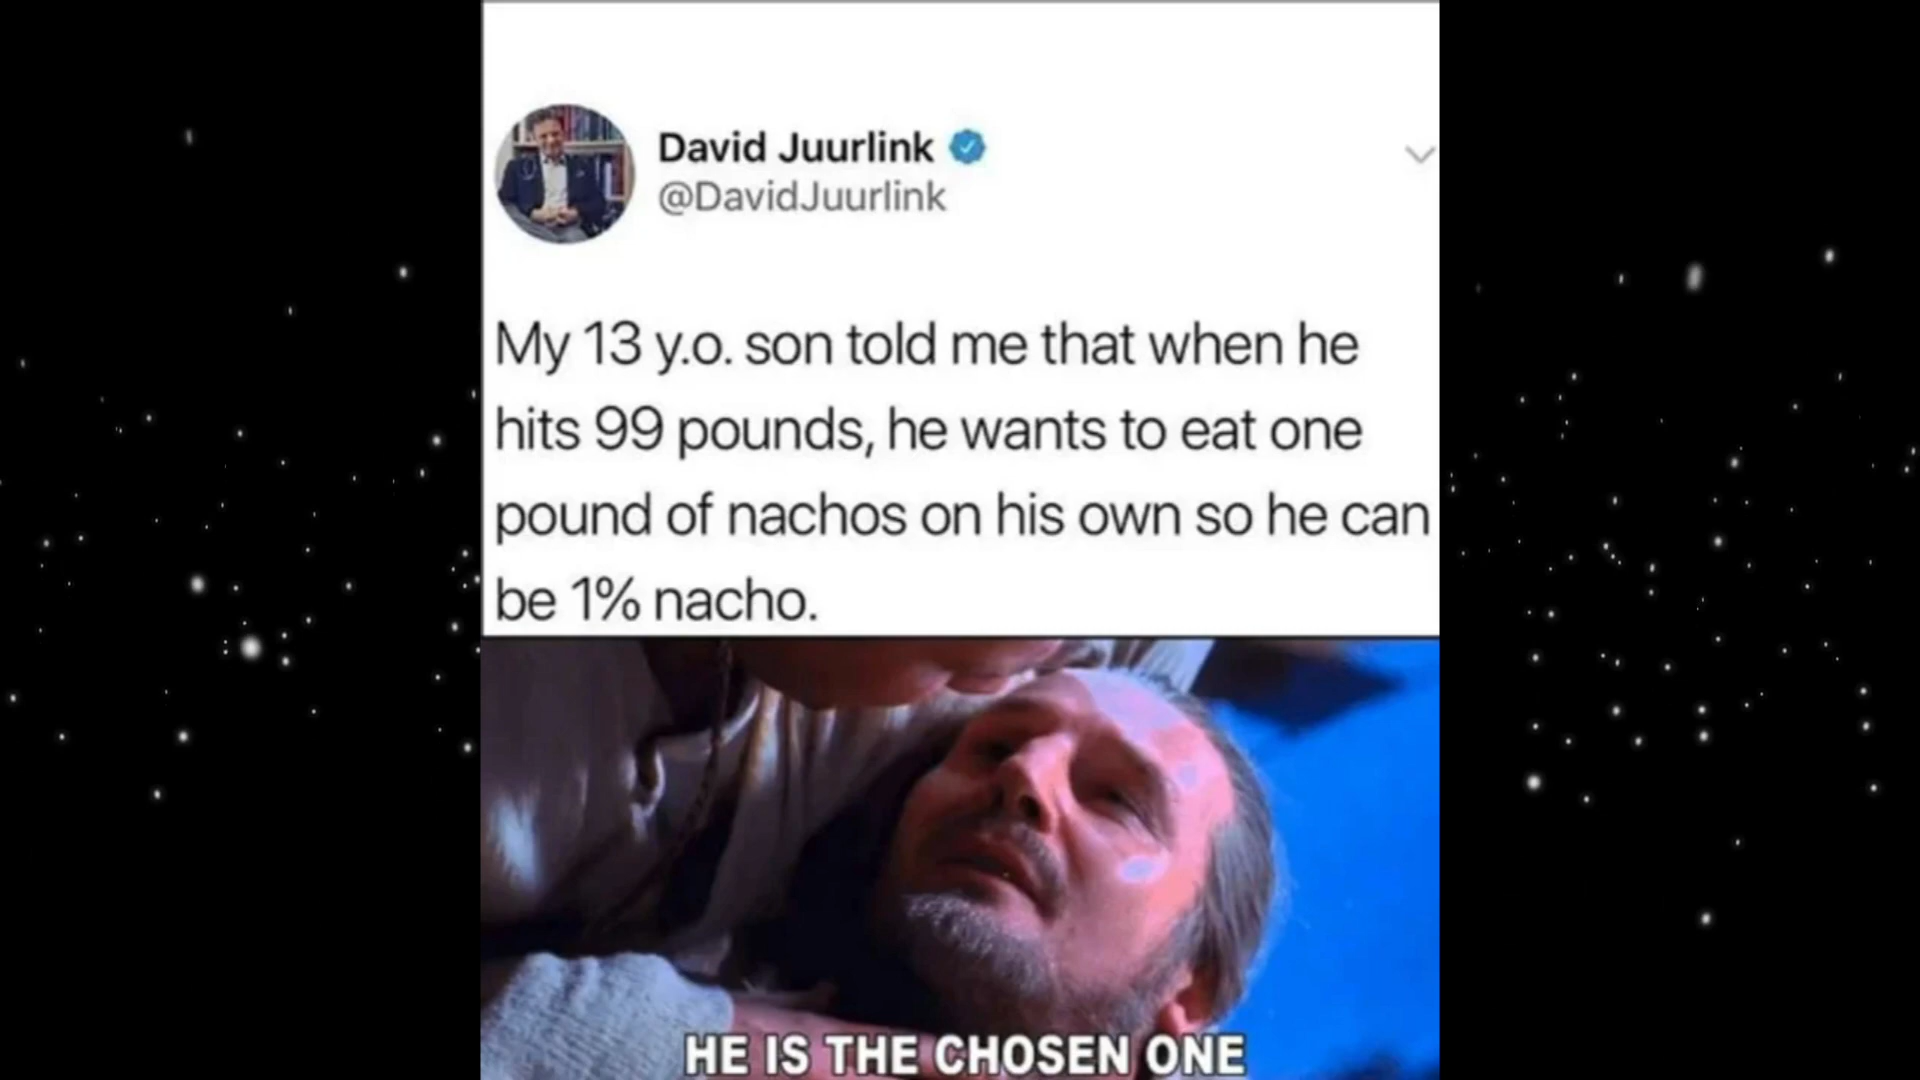 David Juurlink
@DavidJuurlink
My 13 y.o. son told me that when he
hits 99 pounds, he wants to eat one
pound of nachos on his own so he can
be 1% nacho.
HE IS THE CHOSEN ONE